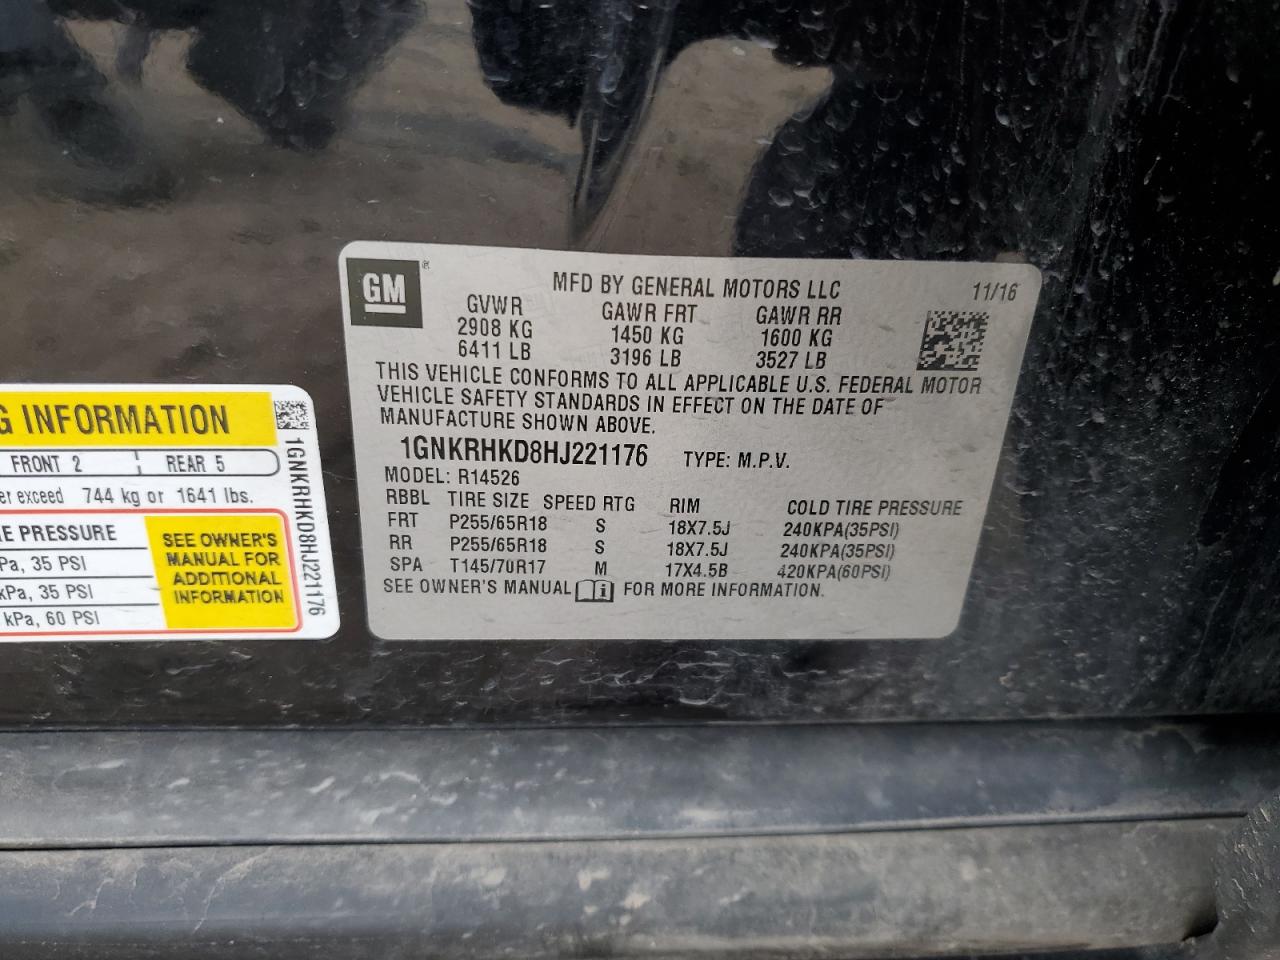 GM
MFD BY GENERAL MOTORS LLC 11/16
GVWR GAWR FRT GAWR RR
2908 KG 1450 KG 1600 KG
6411 LB 3196 LB 3527 LB
THIS VEHICLE CONFORMS TO ALL APPLICABLE U.S. FEDERAL MOTOR
VEHICLE SAFETY STANDARDS IN EFFECT ON THE DATE OF
MANUFACTURE SHOWN ABOVE.
1GNKRHKD8HJ221176 TYPE: M.P.V.
MODEL: R14526
RBBL TIRE SIZE SPEED RTG RIM COLD TIRE PRESSURE
FRT P255/65R18 S 18X7.5J 240KPA(35PSI)
RR P255/65R18 S 18X7.5J 240KPA(35PSI)
SPA T145/70R17 M 17X4.5B 420KPA(60PSI)
SEE OWNER'S MANUAL FOR MORE INFORMATION.
G INFORMATION
FRONT 2 REAR 5
er exceed 744 kg or 1641 lbs.
E PRESSURE
Pa, 35 PSI
kPa, 35 PSI
kPa, 60 PSI
SEE OWNER'S
MANUAL FOR
ADDITIONAL
INFORMATION
1GNKRHKD8HJ221176